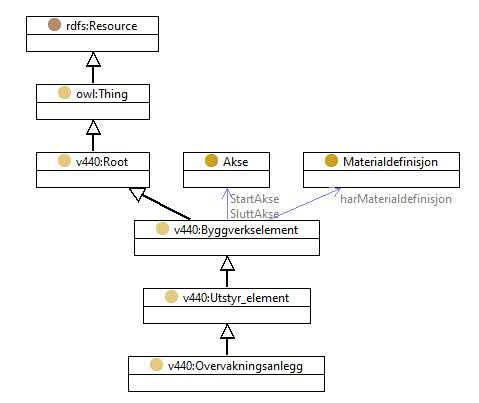 rdfs:Resource
owl:Thing
v440:Root
Akse
Materialdefinisjon
StartAkse
SluttAkse
harMaterialdefinisjon
v440:Byggverkselement
v440:Utstyr_element
v440:Overvakningsanlegg